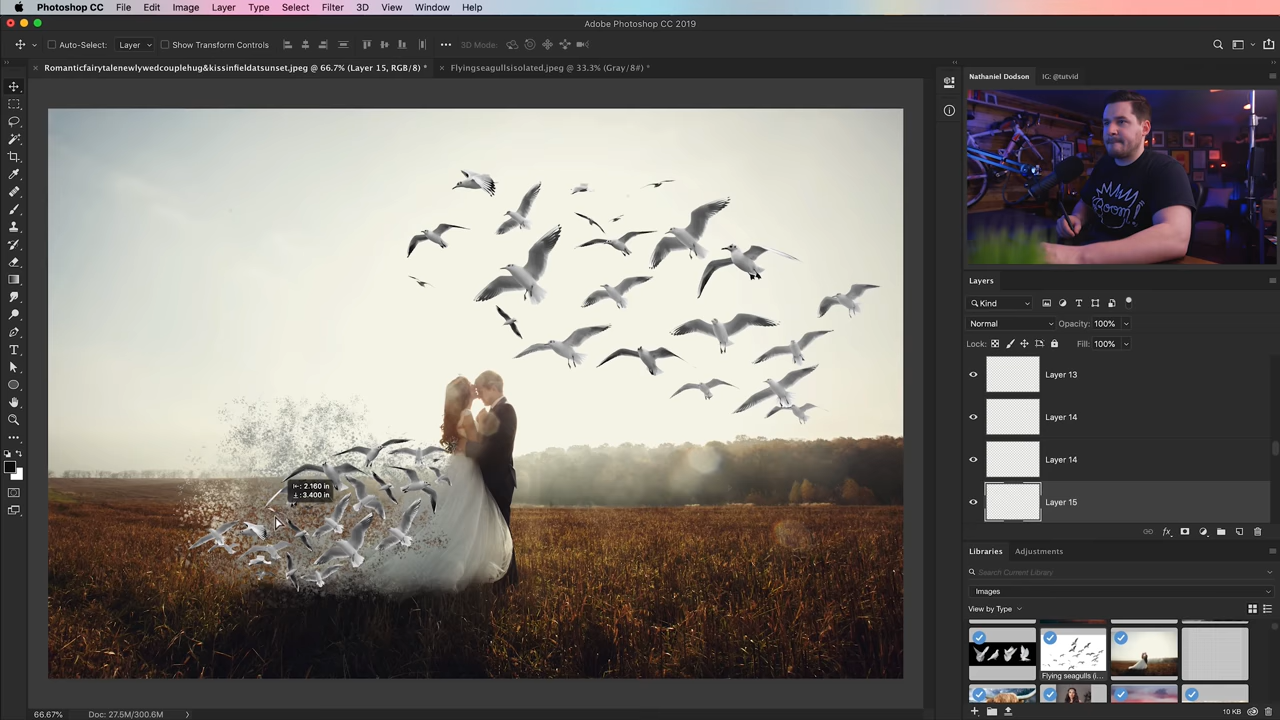 Photoshop CC File Edit Image Layer Type Select Filter 3D View Window Help
Adobe Photoshop CC 2019
Auto-Select: Layer Show Transform Controls 3D Mode:
× Romanticfairytalenewlywedcouplehug&kissinfieldatsunset.jpeg @ 66.7% (Layer 15, RGB/8) * × Flyingseagullsisolated.jpeg @ 33.3% (Gray/8#) *
Nathaniel Dodson IG: @tutvid
Boom!
Layers
Kind
Normal Opacity: 100%
Lock: Fill: 100%
Layer 13
Layer 14
Layer 14
Layer 15
: 2.160 in
: 3.400 in
fx
Libraries Adjustments
Search Current Library
Images
View by Type
Flying seagulls (i...
10 KB
66.67% Doc: 27.5M/300.6M